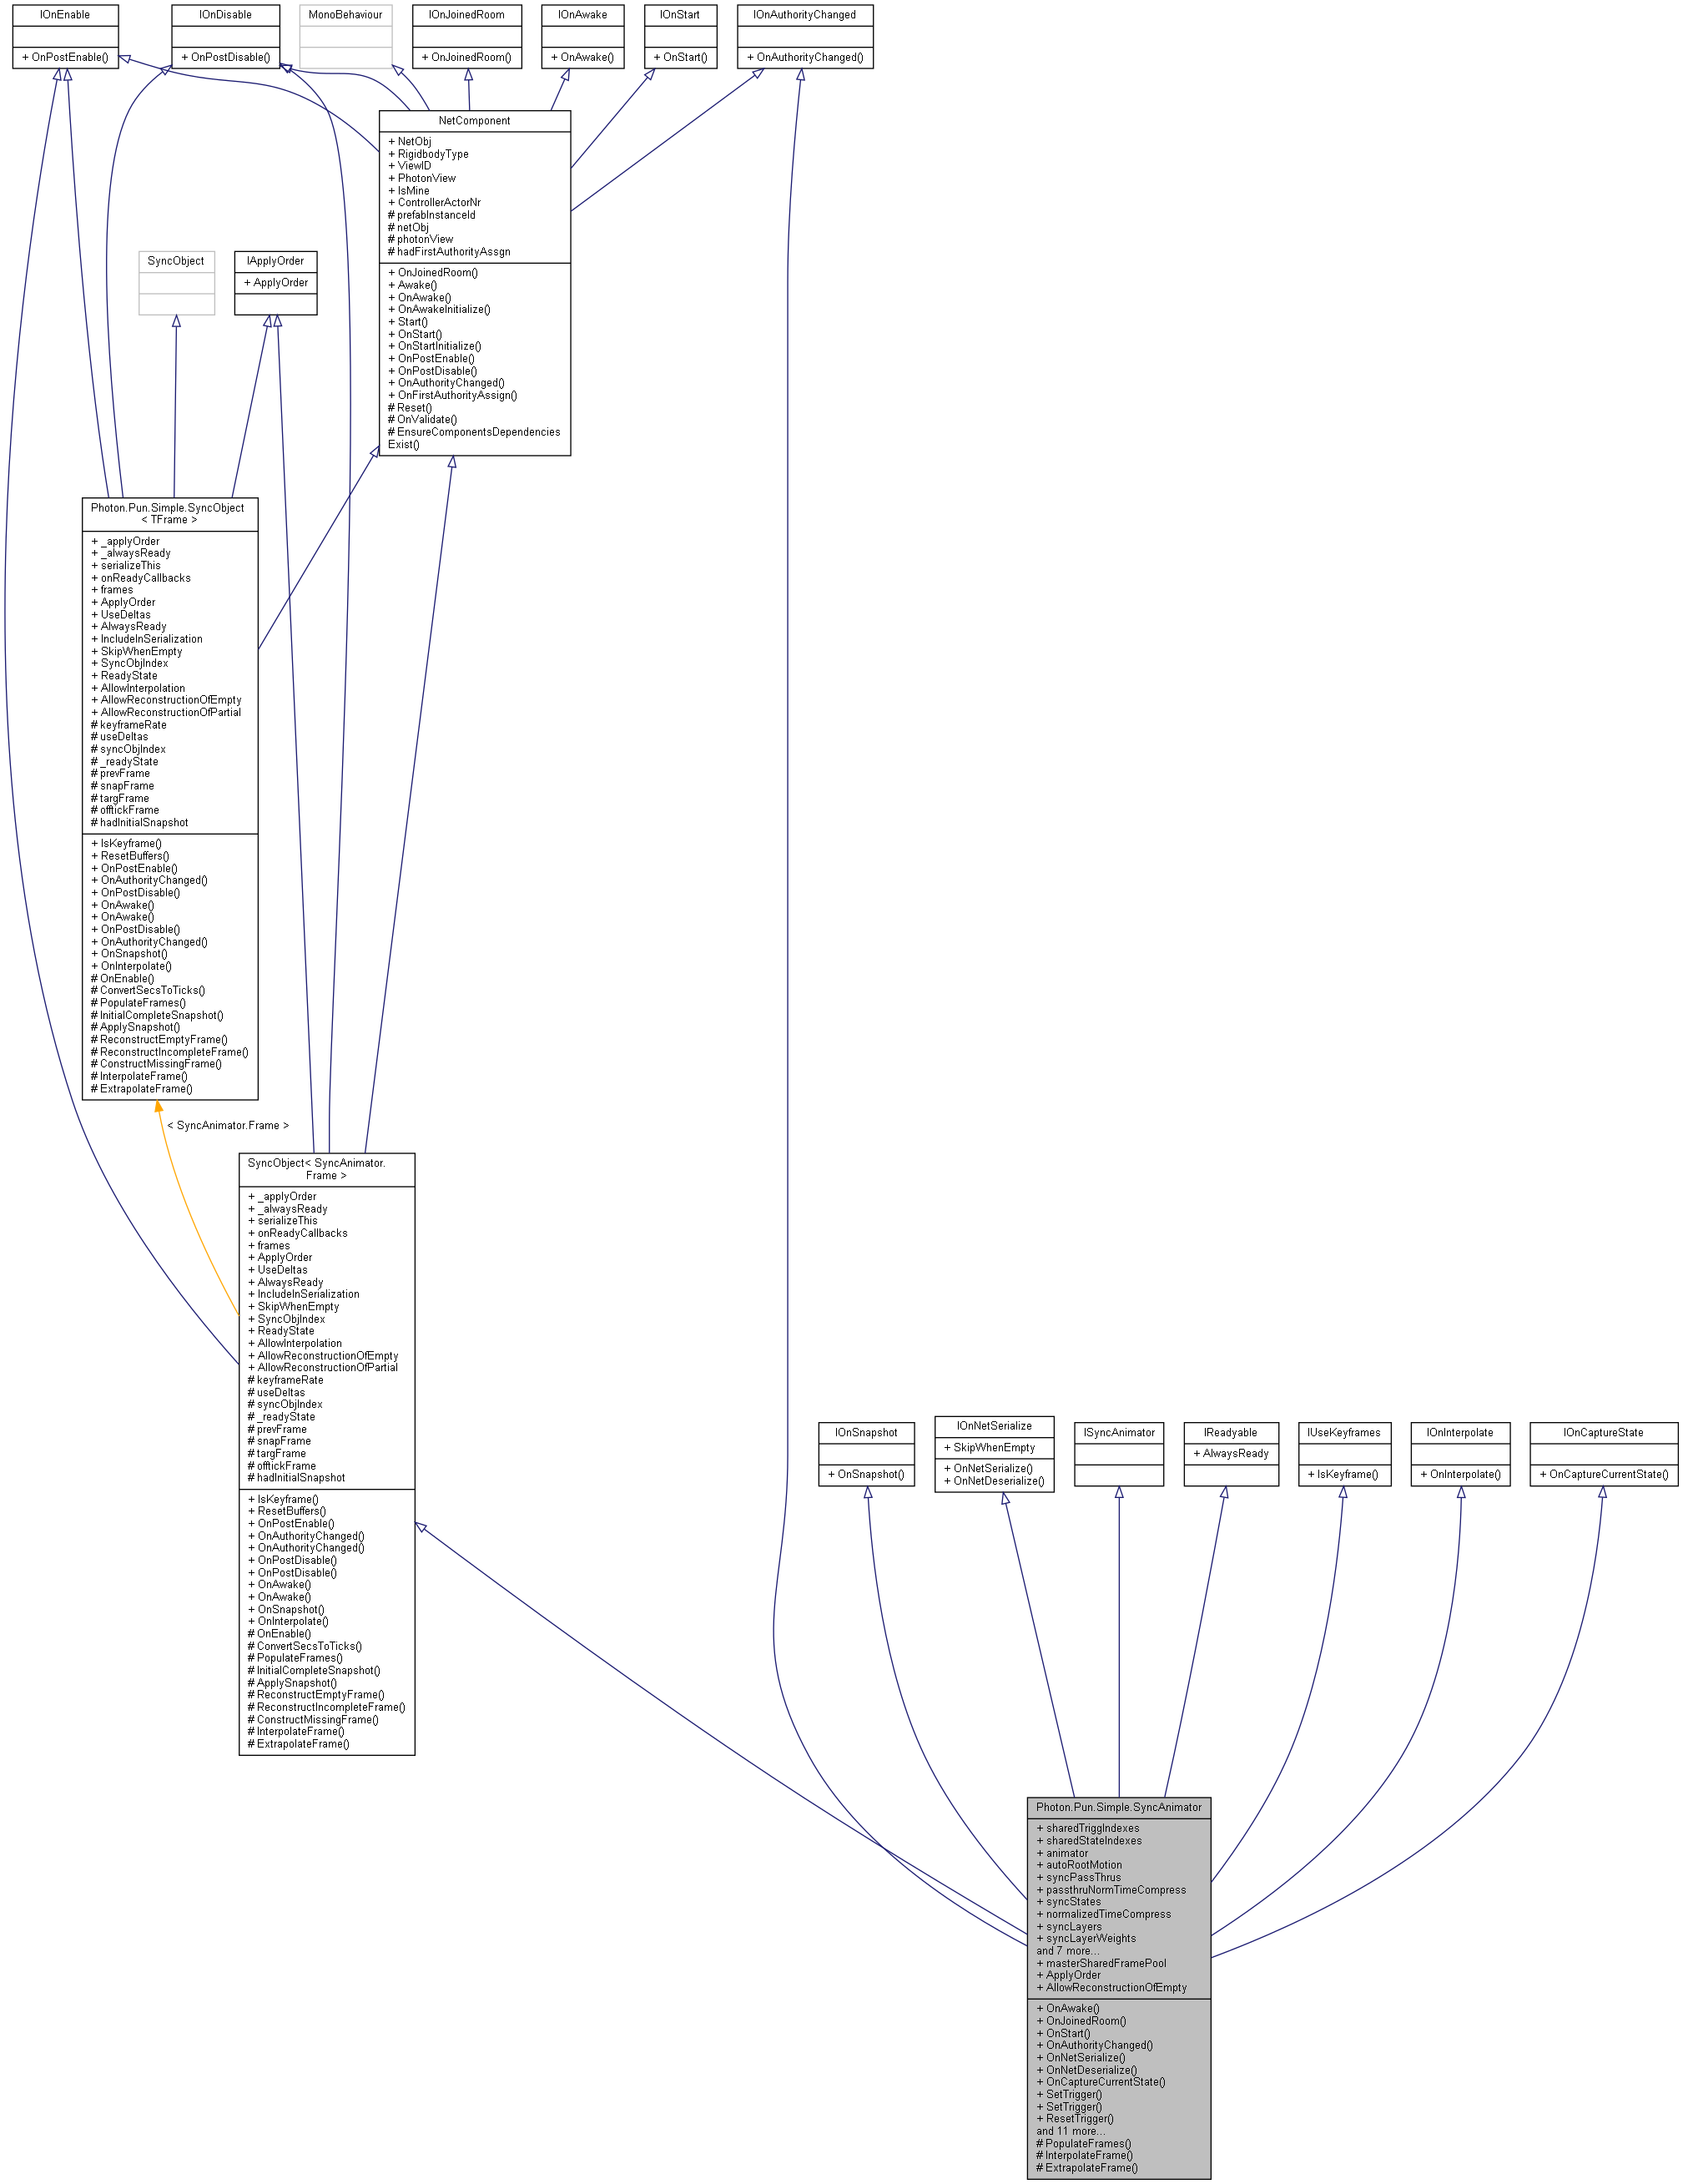 IOnEnable
+ OnPostEnable()
IOnDisable
+ OnPostDisable()
MonoBehaviour
IOnJoinedRoom
+ OnJoinedRoom()
IOnAwake
+ OnAwake()
IOnStart
+ OnStart()
IOnAuthorityChanged
+ OnAuthorityChanged()
NetComponent
+ NetObj
+ RigidbodyType
+ ViewID
+ PhotonView
+ IsMine
+ ControllerActorNr
# prefabInstanceId
# netObj
# photonView
# hadFirstAuthorityAssgn
+ OnJoinedRoom()
+ Awake()
+ OnAwake()
+ OnAwakeInitialize()
+ Start()
+ OnStart()
+ OnStartInitialize()
+ OnPostEnable()
+ OnPostDisable()
+ OnAuthorityChanged()
+ OnFirstAuthorityAssign()
# Reset()
# OnValidate()
# EnsureComponentsDependencies
Exist()
SyncObject
IApplyOrder
+ ApplyOrder
Photon.Pun.Simple.SyncObject
< TFrame >
+ _applyOrder
+ _alwaysReady
+ serializeThis
+ onReadyCallbacks
+ frames
+ ApplyOrder
+ UseDeltas
+ AlwaysReady
+ IncludeInSerialization
+ SkipWhenEmpty
+ SyncObjIndex
+ ReadyState
+ AllowInterpolation
+ AllowReconstructionOfEmpty
+ AllowReconstructionOfPartial
# keyframeRate
# useDeltas
# syncObjIndex
# _readyState
# prevFrame
# snapFrame
# targFrame
# offtickFrame
# hadInitialSnapshot
+ IsKeyframe()
+ ResetBuffers()
+ OnPostEnable()
+ OnAuthorityChanged()
+ OnPostDisable()
+ OnAwake()
+ OnAwake()
+ OnPostDisable()
+ OnAuthorityChanged()
+ OnSnapshot()
+ OnInterpolate()
# OnEnable()
# ConvertSecsToTicks()
# PopulateFrames()
# InitialCompleteSnapshot()
# ApplySnapshot()
# ReconstructEmptyFrame()
# ReconstructIncompleteFrame()
# ConstructMissingFrame()
# InterpolateFrame()
# ExtrapolateFrame()
< SyncAnimator.Frame >
SyncObject< SyncAnimator.
Frame >
+ _applyOrder
+ _alwaysReady
+ serializeThis
+ onReadyCallbacks
+ frames
+ ApplyOrder
+ UseDeltas
+ AlwaysReady
+ IncludeInSerialization
+ SkipWhenEmpty
+ SyncObjIndex
+ ReadyState
+ AllowInterpolation
+ AllowReconstructionOfEmpty
+ AllowReconstructionOfPartial
# keyframeRate
# useDeltas
# syncObjIndex
# _readyState
# prevFrame
# snapFrame
# targFrame
# offtickFrame
# hadInitialSnapshot
+ IsKeyframe()
+ ResetBuffers()
+ OnPostEnable()
+ OnAuthorityChanged()
+ OnAuthorityChanged()
+ OnPostDisable()
+ OnPostDisable()
+ OnAwake()
+ OnAwake()
+ OnSnapshot()
+ OnInterpolate()
# OnEnable()
# ConvertSecsToTicks()
# PopulateFrames()
# InitialCompleteSnapshot()
# ApplySnapshot()
# ReconstructEmptyFrame()
# ReconstructIncompleteFrame()
# ConstructMissingFrame()
# InterpolateFrame()
# ExtrapolateFrame()
IOnSnapshot
+ OnSnapshot()
IOnNetSerialize
+ SkipWhenEmpty
+ OnNetSerialize()
+ OnNetDeserialize()
ISyncAnimator
IReadyable
+ AlwaysReady
IUseKeyframes
+ IsKeyframe()
IOnInterpolate
+ OnInterpolate()
IOnCaptureState
+ OnCaptureCurrentState()
Photon.Pun.Simple.SyncAnimator
+ sharedTriggIndexes
+ sharedStateIndexes
+ animator
+ autoRootMotion
+ syncPassThrus
+ passthruNormTimeCompress
+ syncStates
+ normalizedTimeCompress
+ syncLayers
+ syncLayerWeights
and 7 more...
+ masterSharedFramePool
+ ApplyOrder
+ AllowReconstructionOfEmpty
+ OnAwake()
+ OnJoinedRoom()
+ OnStart()
+ OnAuthorityChanged()
+ OnNetSerialize()
+ OnNetDeserialize()
+ OnCaptureCurrentState()
+ SetTrigger()
+ SetTrigger()
+ ResetTrigger()
and 11 more...
# PopulateFrames()
# InterpolateFrame()
# ExtrapolateFrame()